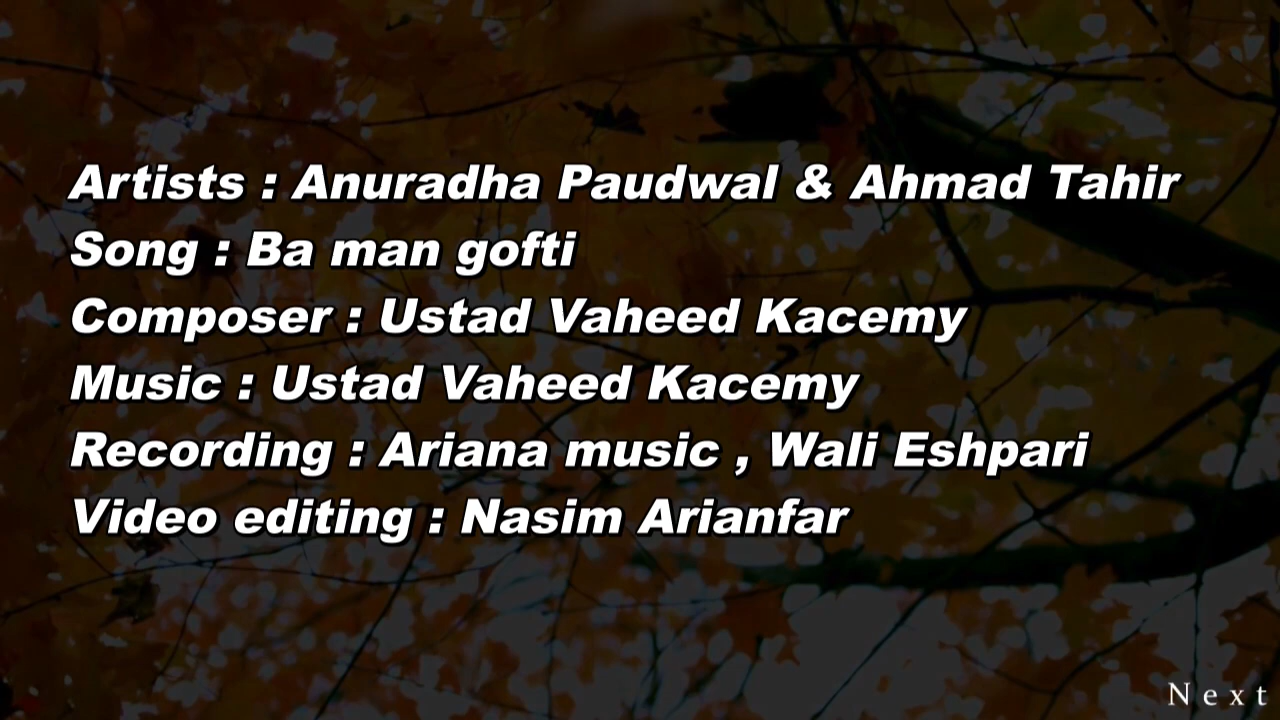 Artists : Anuradha Paudwal & Ahmad Tahir
Song : Ba man gofti
Composer : Ustad Vaheed Kacemy
Music : Ustad Vaheed Kacemy
Recording : Ariana music , Wali Eshpari
Video editing : Nasim Arianfar
Next